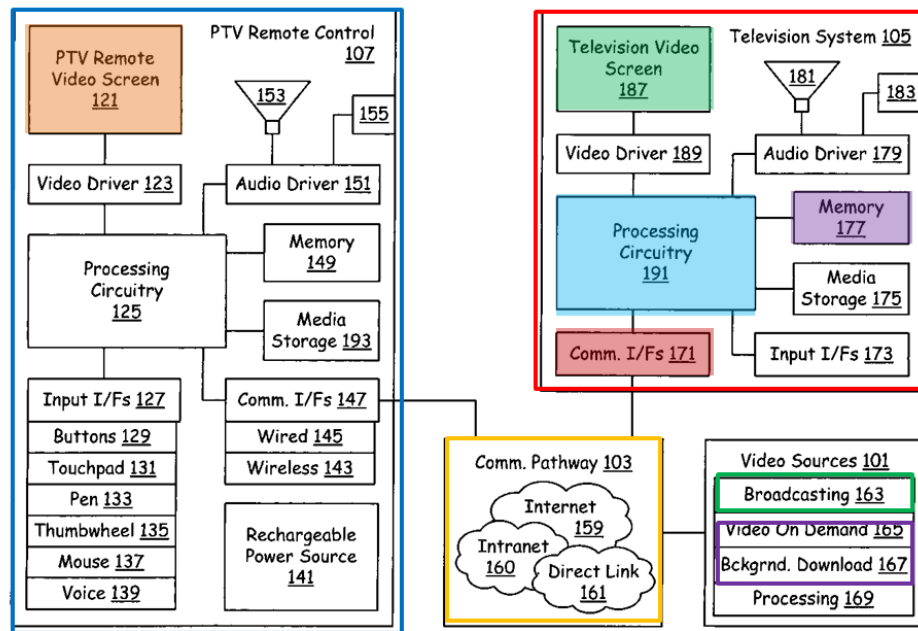 PTV Remote Control
107
PTV Remote
Video Screen
121
153
155
Video Driver 123
Audio Driver 151
Processing
Circuitry
125
Memory
149
Media
Storage 193
Input I/Fs 127
Buttons 129
Touchpad 131
Pen 133
Thumbwheel 135
Mouse 137
Voice 139
Comm. I/Fs 147
Wired 145
Wireless 143
Rechargeable
Power Source
141
Television System 105
Television Video
Screen
187
181
183
Video Driver 189
Audio Driver 179
Processing
Circuitry
191
Memory
177
Media
Storage 175
Comm. I/Fs 171
Input I/Fs 173
Comm. Pathway 103
Internet
159
Intranet
160
Direct Link
161
Video Sources 101
Broadcasting 163
Video On Demand 165
Bckgrnd. Download 167
Processing 169